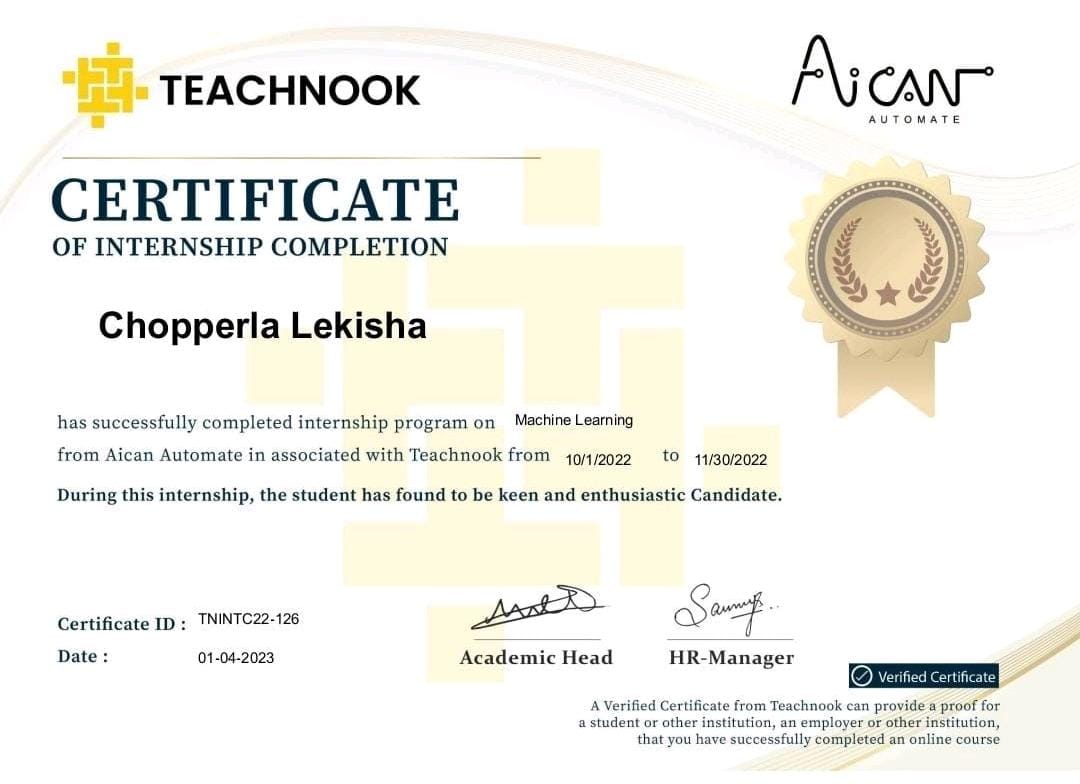 TEACHNOOK
AiCAN
AUTOMATE
CERTIFICATE
OF INTERNSHIP COMPLETION
Chopperla Lekisha
has successfully completed internship program on Machine Learning
from Aican Automate in associated with Teachnook from 10/1/2022 to 11/30/2022
During this internship, the student has found to be keen and enthusiastic Candidate.
Certificate ID : TNINTC22-126
Date : 01-04-2023
Academic Head
HR-Manager
Verified Certificate
A Verified Certificate from Teachnook can provide a proof for
a student or other institution, an employer or other institution,
that you have successfully completed an online course